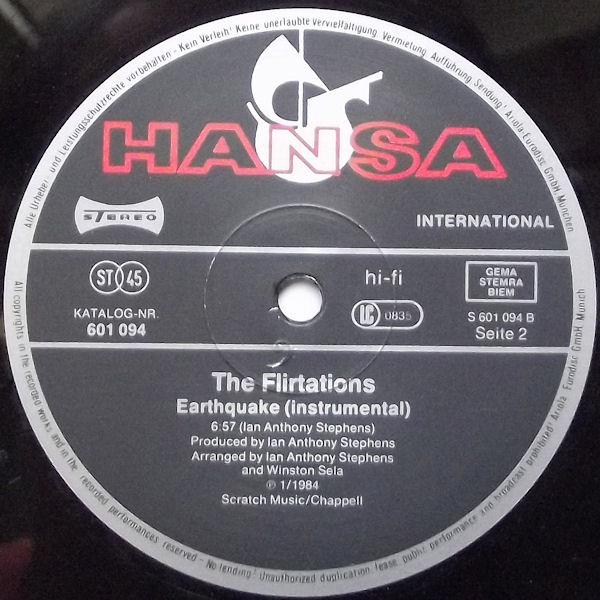 Alle Urheber- und Leistungsschutzrechte vorbehalten - Kein Verleih! Keine unerlaubte Vervielfältigung, Vermietung, Aufführung, Sendung! Ariola-Eurodisc GmbH, München
HANSA
STEREO
INTERNATIONAL
ST 45
hi-fi
GEMA
STEMRA
BIEM
KATALOG-NR.
601 094
LC 0835
S 601 094 B
Seite 2
The Flirtations
Earthquake (instrumental)
6:57 (Ian Anthony Stephens)
Produced by Ian Anthony Stephens
Arranged by Ian Anthony Stephens
and Winston Sela
℗ 1/1984
Scratch Music/Chappell
All copyrights in the recorded works and in the recorded performances reserved - No lending! Unauthorized duplication, lease, public performance and broadcast prohibited! Ariola Eurodisc GmbH, Munich